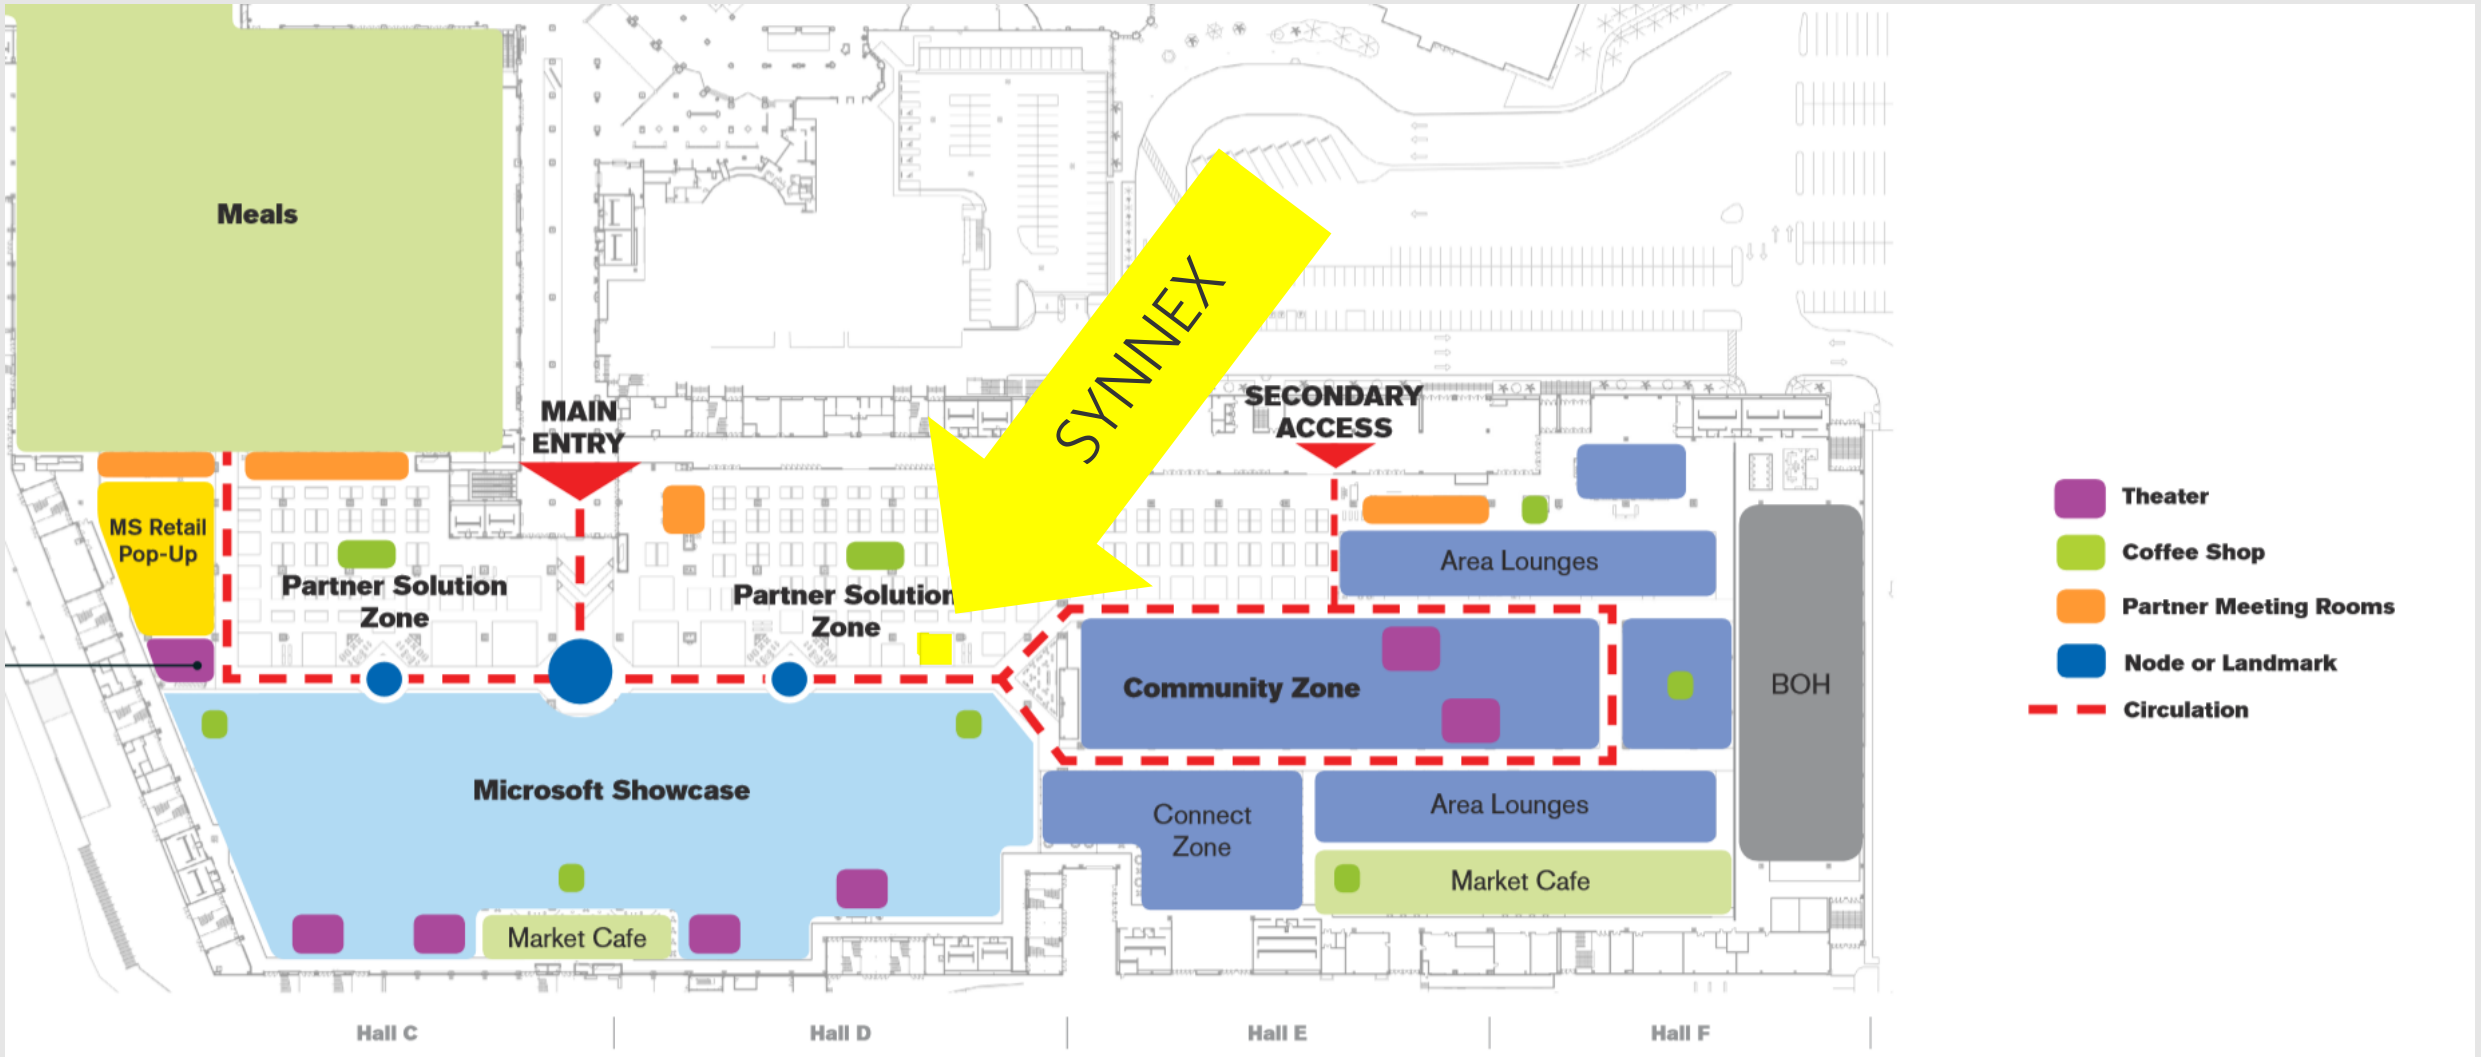 Meals
SYNNEX
MAIN
ENTRY
SECONDARY
ACCESS
MS Retail
Pop-Up
Partner Solution
Zone
Partner Solution
Zone
Area Lounges
Community Zone
BOH
Microsoft Showcase
Connect
Zone
Area Lounges
Market Cafe
Market Cafe
Theater
Coffee Shop
Partner Meeting Rooms
Node or Landmark
Circulation
Hall C
Hall D
Hall E
Hall F